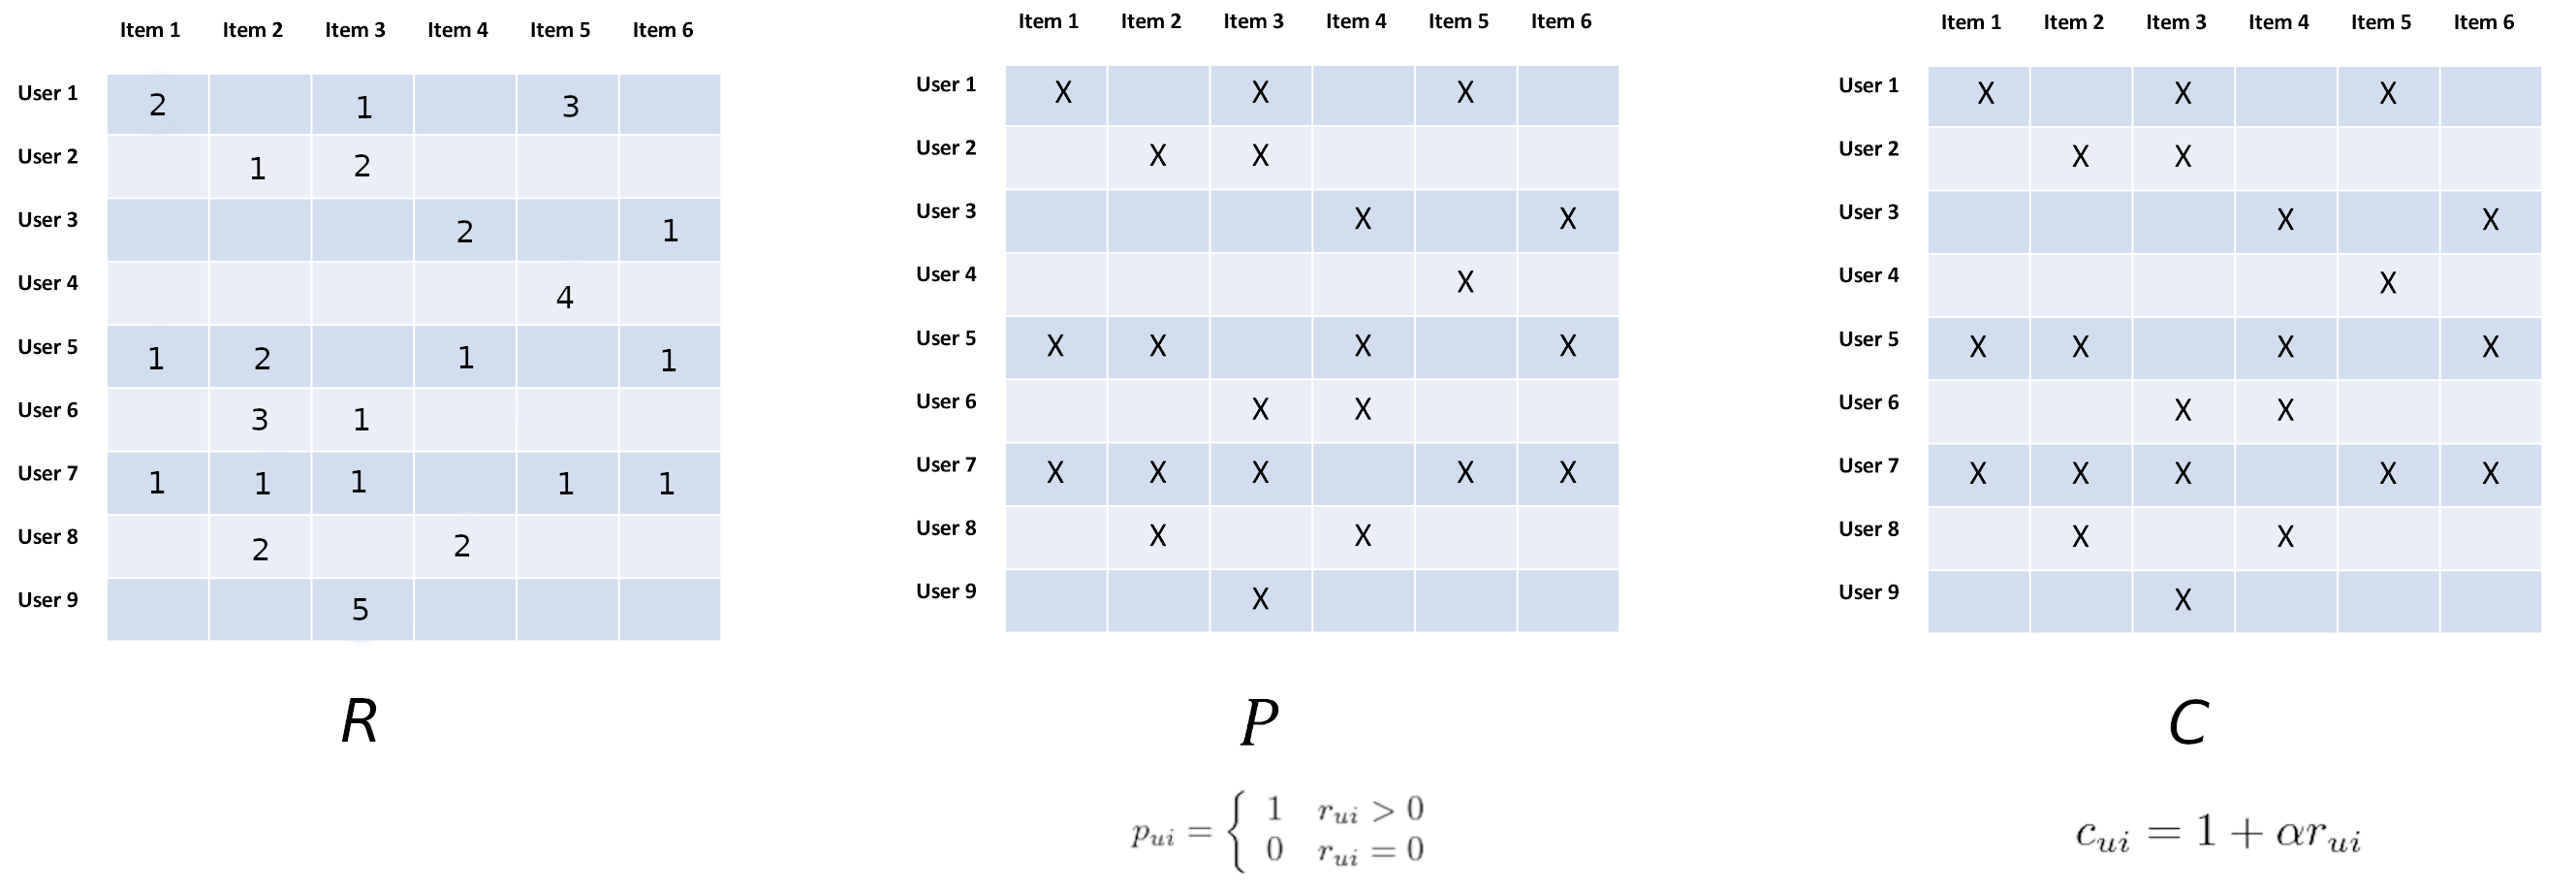 Item 1 Item 2 Item 3 Item 4 Item 5 Item 6
User 1 2 1 3
User 2 1 2
User 3 2 1
User 4 4
User 5 1 2 1 1
User 6 3 1
User 7 1 1 1 1 1
User 8 2 2
User 9 5
R
Item 1 Item 2 Item 3 Item 4 Item 5 Item 6
User 1 X X X
User 2 X X
User 3 X X
User 4 X
User 5 X X X X
User 6 X X
User 7 X X X X X
User 8 X X
User 9 X
P
p_{ui} = { 1 r_{ui} > 0
0 r_{ui} = 0
Item 1 Item 2 Item 3 Item 4 Item 5 Item 6
User 1 X X X
User 2 X X
User 3 X X
User 4 X
User 5 X X X X
User 6 X X
User 7 X X X X X
User 8 X X
User 9 X
C
c_{ui} = 1 + αr_{ui}